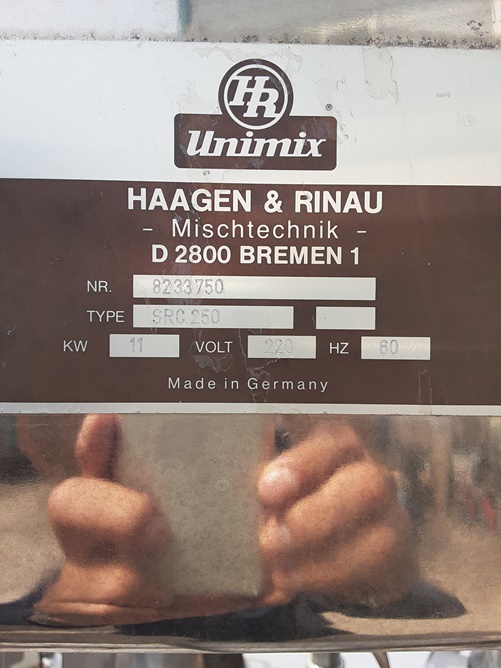 HR
®
Unimix
HAAGEN & RINAU
- Mischtechnik -
D 2800 BREMEN 1
NR. 8233750
TYPE SRC 250
KW 11 VOLT 220 HZ 60
Made in Germany